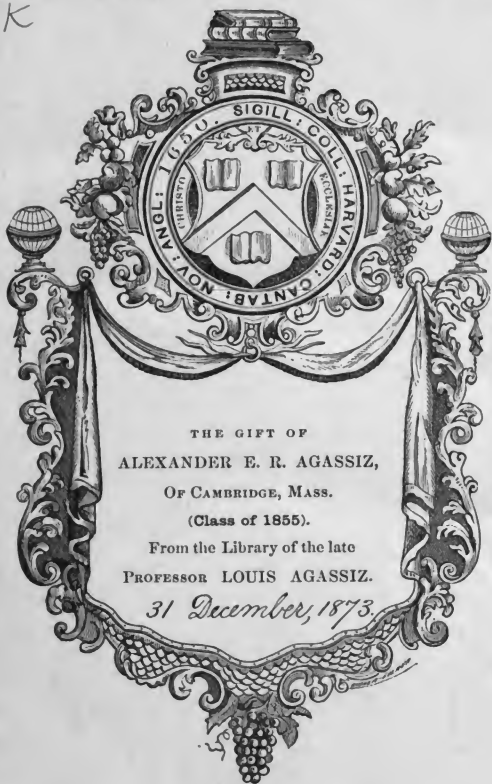 K
SIGILL: COLL: HARVARD: CANTAB: NOV: ANGL: 1650.
ET
CHRISTO
ECCLESIAE
THE GIFT OF
ALEXANDER E. R. AGASSIZ,
OF CAMBRIDGE, MASS.
(Class of 1855).
From the Library of the late
PROFESSOR LOUIS AGASSIZ.
31 December, 1873.